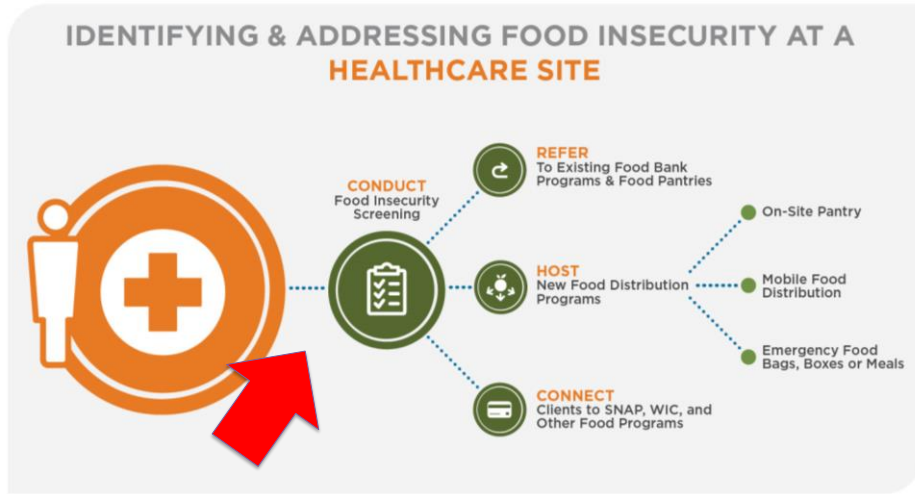 IDENTIFYING & ADDRESSING FOOD INSECURITY AT A
HEALTHCARE SITE
CONDUCT
Food Insecurity
Screening
REFER
To Existing Food Bank
Programs & Food Pantries
HOST
New Food Distribution
Programs
CONNECT
Clients to SNAP, WIC, and
Other Food Programs
On-Site Pantry
Mobile Food
Distribution
Emergency Food
Bags, Boxes or Meals